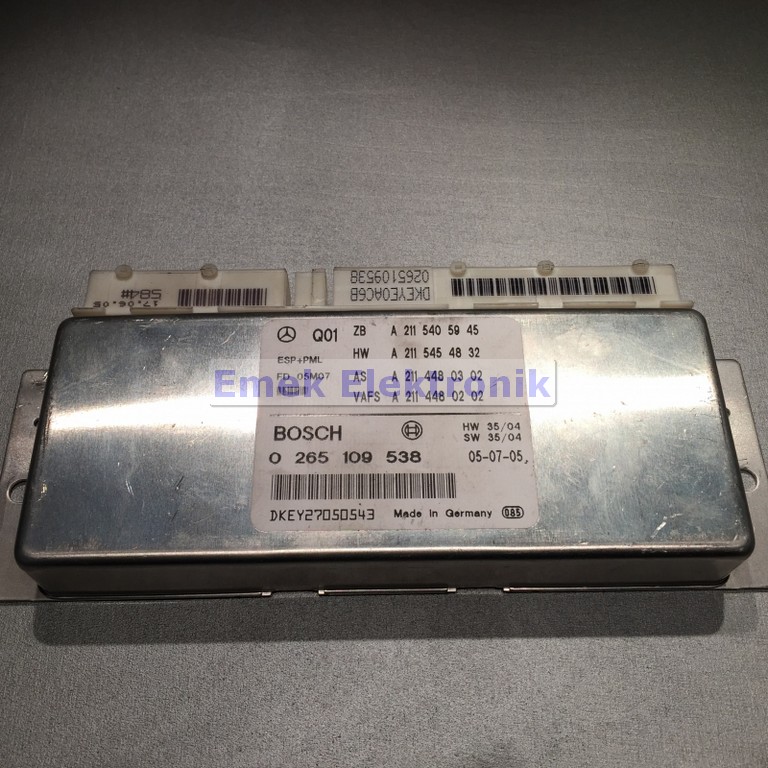 17.06.05
584#
DKEYE0AC6B
0265109538
Q01 ZB A 211 540 59 45
HW A 211 545 48 32
ESP+PML
FD 05M07 AS A 211 448 03 02
VAFS A 211 448 02 02
Emek Elektronik
BOSCH HW 35/04
SW 35/04
0 265 109 538 05-07-05,
DKEY27050543 Made In Germany 085